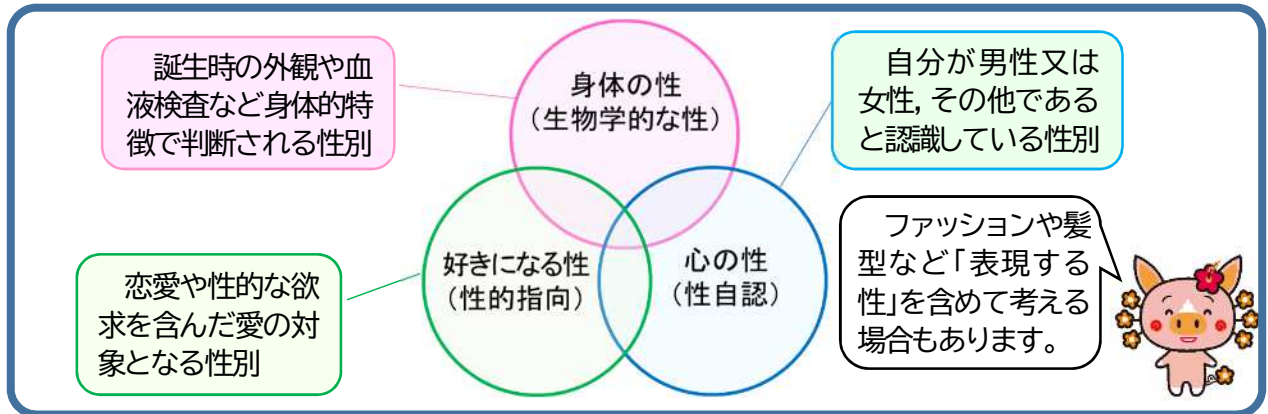 誕生時の外観や血
液検査など身体的特
徴で判断される性別
身体の性
（生物学的な性）
自分が男性又は
女性，その他である
と認識している性別
好きになる性
（性的指向）
心の性
（性自認）
恋愛や性的な欲
求を含んだ愛の対
象となる性別
ファッションや髪
型など「表現する
性」を含めて考える
場合もあります。